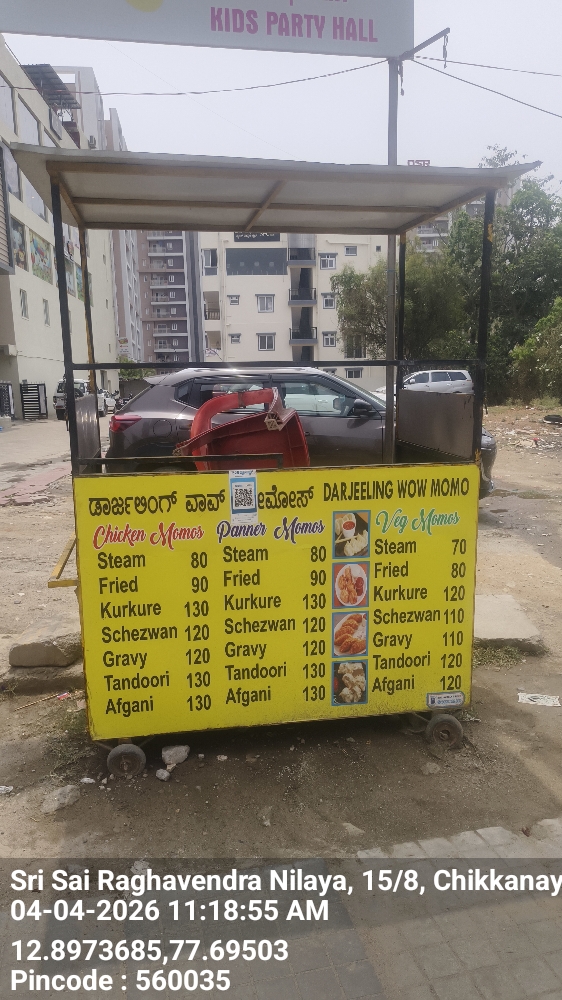 KIDS PARTY HALL
ಡಾರ್ಜಲಿಂಗ್ ವಾವ್ DARJEELING WOW MOMO
Chicken Momos Panner Momos Veg Momos
Steam 80 Steam 80 Steam 70
Fried 90 Fried 90 Fried 80
Kurkure 130 Kurkure 130 Kurkure 120
Schezwan 120 Schezwan 120 Schezwan 110
Gravy 120 Gravy 120 Gravy 110
Tandoori 130 Tandoori 130 Tandoori 120
Afgani 130 Afgani 130 Afgani 120
Sri Sai Raghavendra Nilaya, 15/8, Chikkanay
04-04-2026 11:18:55 AM
12.8973685,77.69503
Pincode : 560035